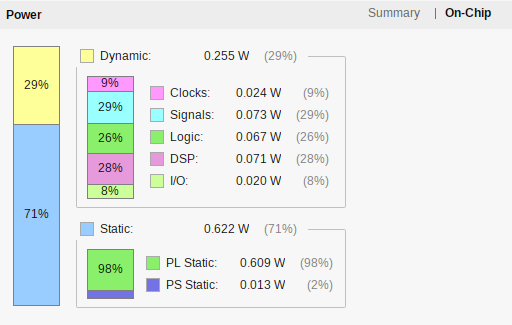 Power Summary | On-Chip
Dynamic: 0.255 W (29%)
29%
9%
Clocks: 0.024 W (9%)
29%
Signals: 0.073 W (29%)
26%
Logic: 0.067 W (26%)
28%
DSP: 0.071 W (28%)
8%
I/O: 0.020 W (8%)
71%
Static: 0.622 W (71%)
98%
PL Static: 0.609 W (98%)
PS Static: 0.013 W (2%)